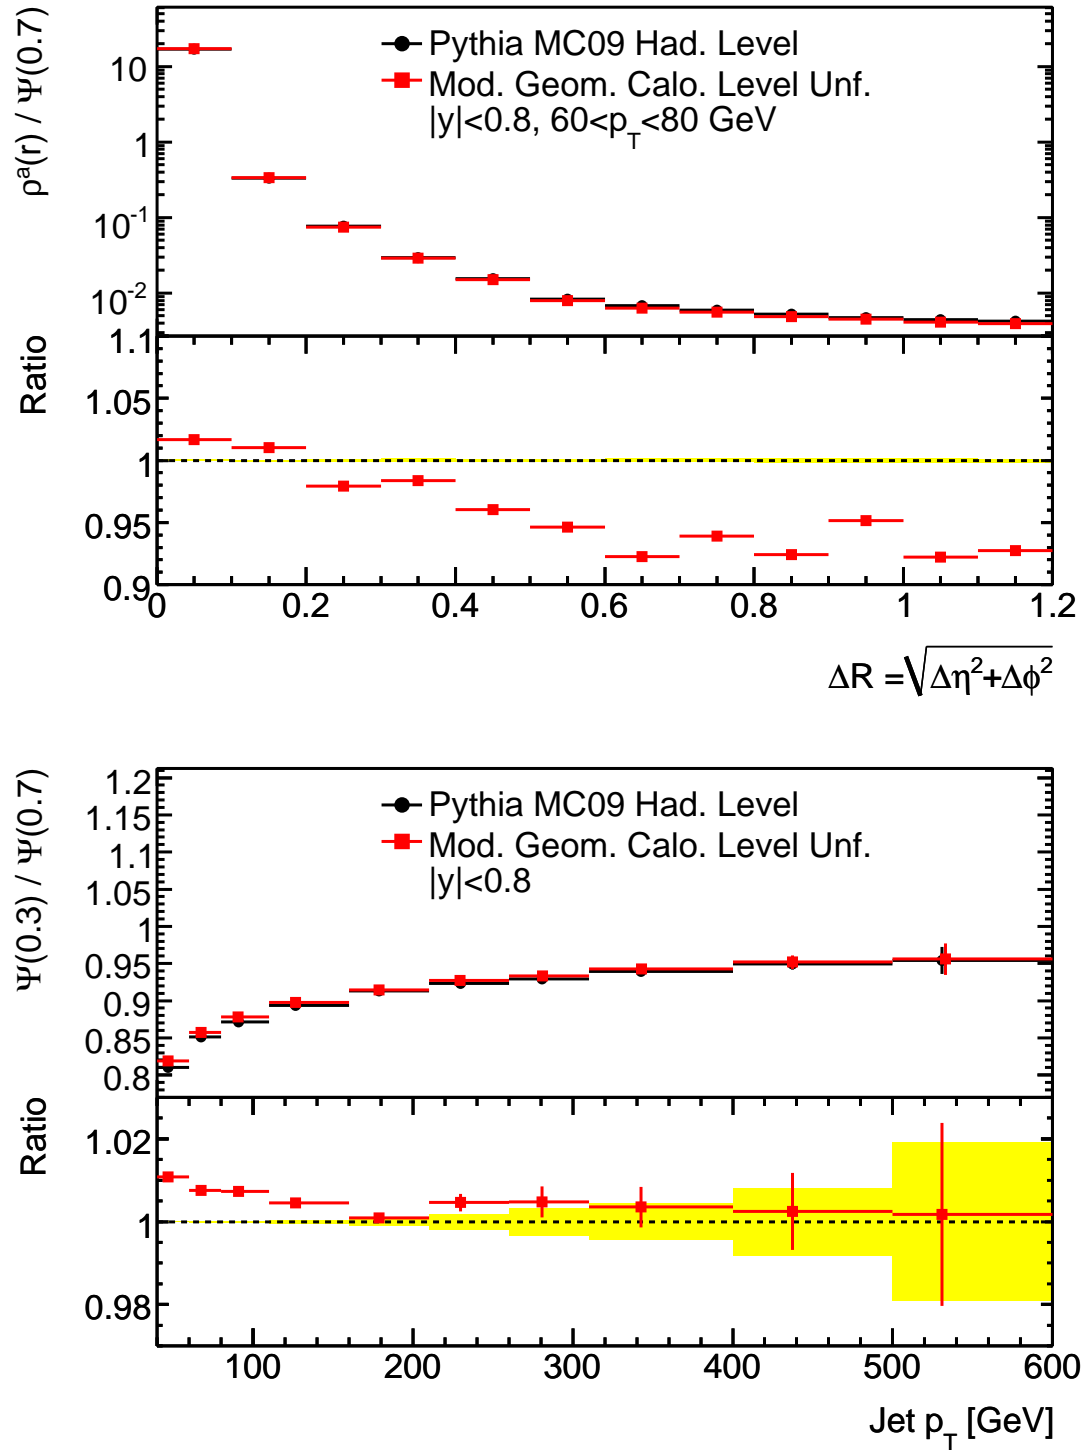 ρᵃ(r) / Ψ(0.7)
10
1
10⁻¹
10⁻²
Pythia MC09 Had. Level
Mod. Geom. Calo. Level Unf.
|y|<0.8, 60<p_T<80 GeV
Ratio
1.1
1.05
1
0.95
0.9
0 0.2 0.4 0.6 0.8 1 1.2
ΔR = √Δη²+Δϕ²
Ψ(0.3) / Ψ(0.7)
1.2
1.15
1.1
1.05
1
0.95
0.9
0.85
0.8
Pythia MC09 Had. Level
Mod. Geom. Calo. Level Unf.
|y|<0.8
Ratio
1.02
1
0.98
100 200 300 400 500 600
Jet p_T [GeV]